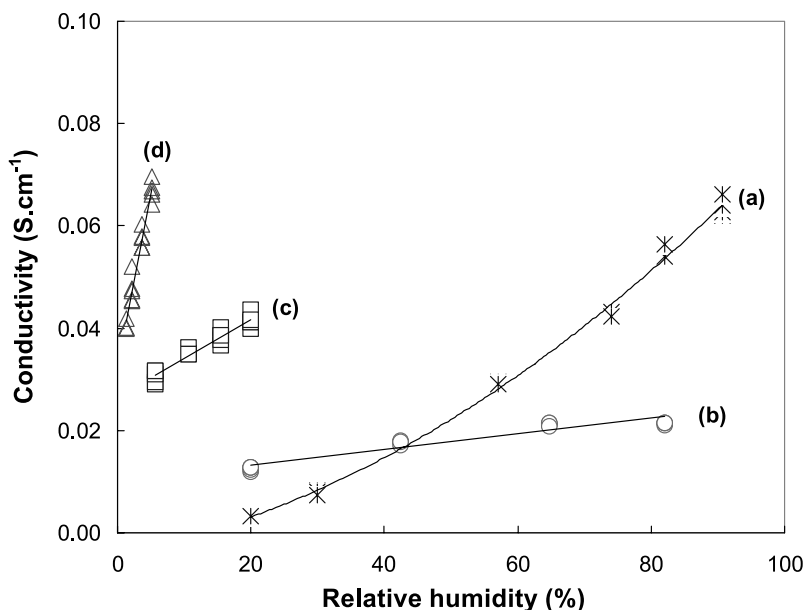 0.10
0.08
(d)
(a)
0.06
Conductivity (S.cm-1)
(c)
0.04
(b)
0.02
0.00
0 20 40 60 80 100
Relative humidity (%)